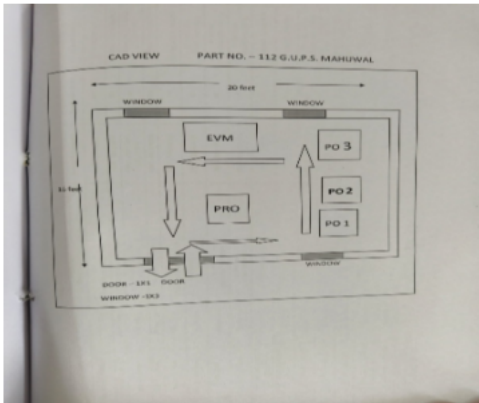 CAD VIEW PART NO. – 112 G.U.P.S. MAHUWAL
20 feet
WINDOW WINDOW
EVM
PO 3
PO 2
PRO
PO 1
WINDOW
DOOR – 1X1 DOOR
WINDOW –3X3